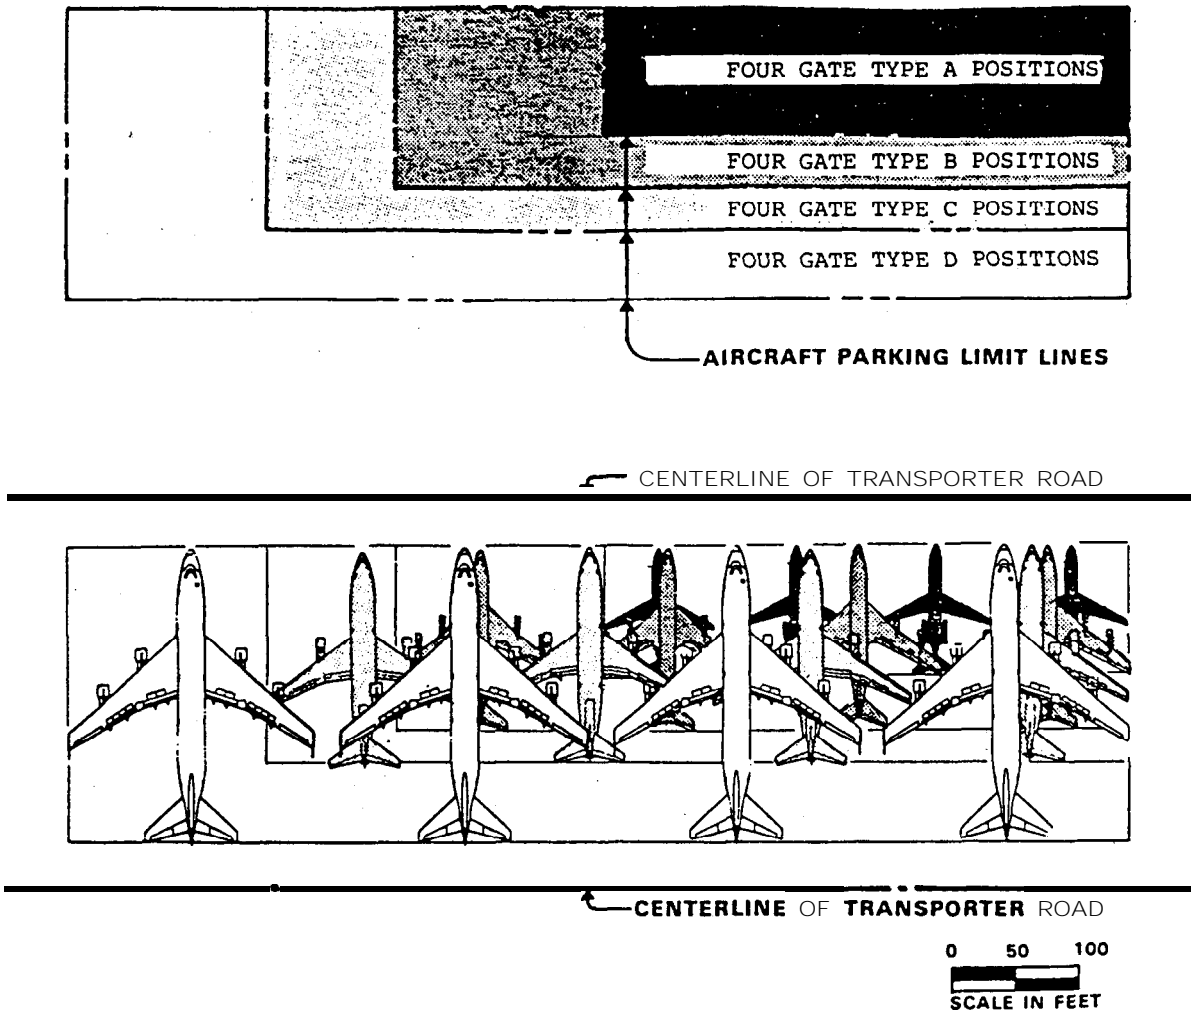 FOUR GATE TYPE A POSITIONS
FOUR GATE TYPE B POSITIONS
FOUR GATE TYPE C POSITIONS
FOUR GATE TYPE D POSITIONS
AIRCRAFT PARKING LIMIT LINES
CENTERLINE OF TRANSPORTER ROAD
CENTERLINE OF TRANSPORTER ROAD
0 50 100
SCALE IN FEET